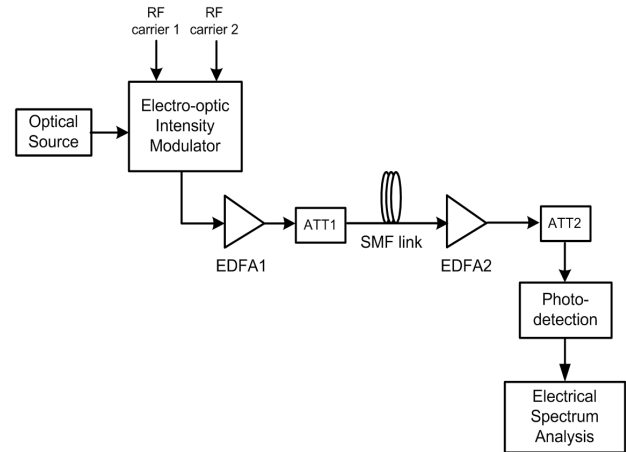 RF
carrier 1
RF
carrier 2
Electro-optic
Intensity
Modulator
Optical
Source
EDFA1
ATT1
SMF link
EDFA2
ATT2
Photo-
detection
Electrical
Spectrum
Analysis